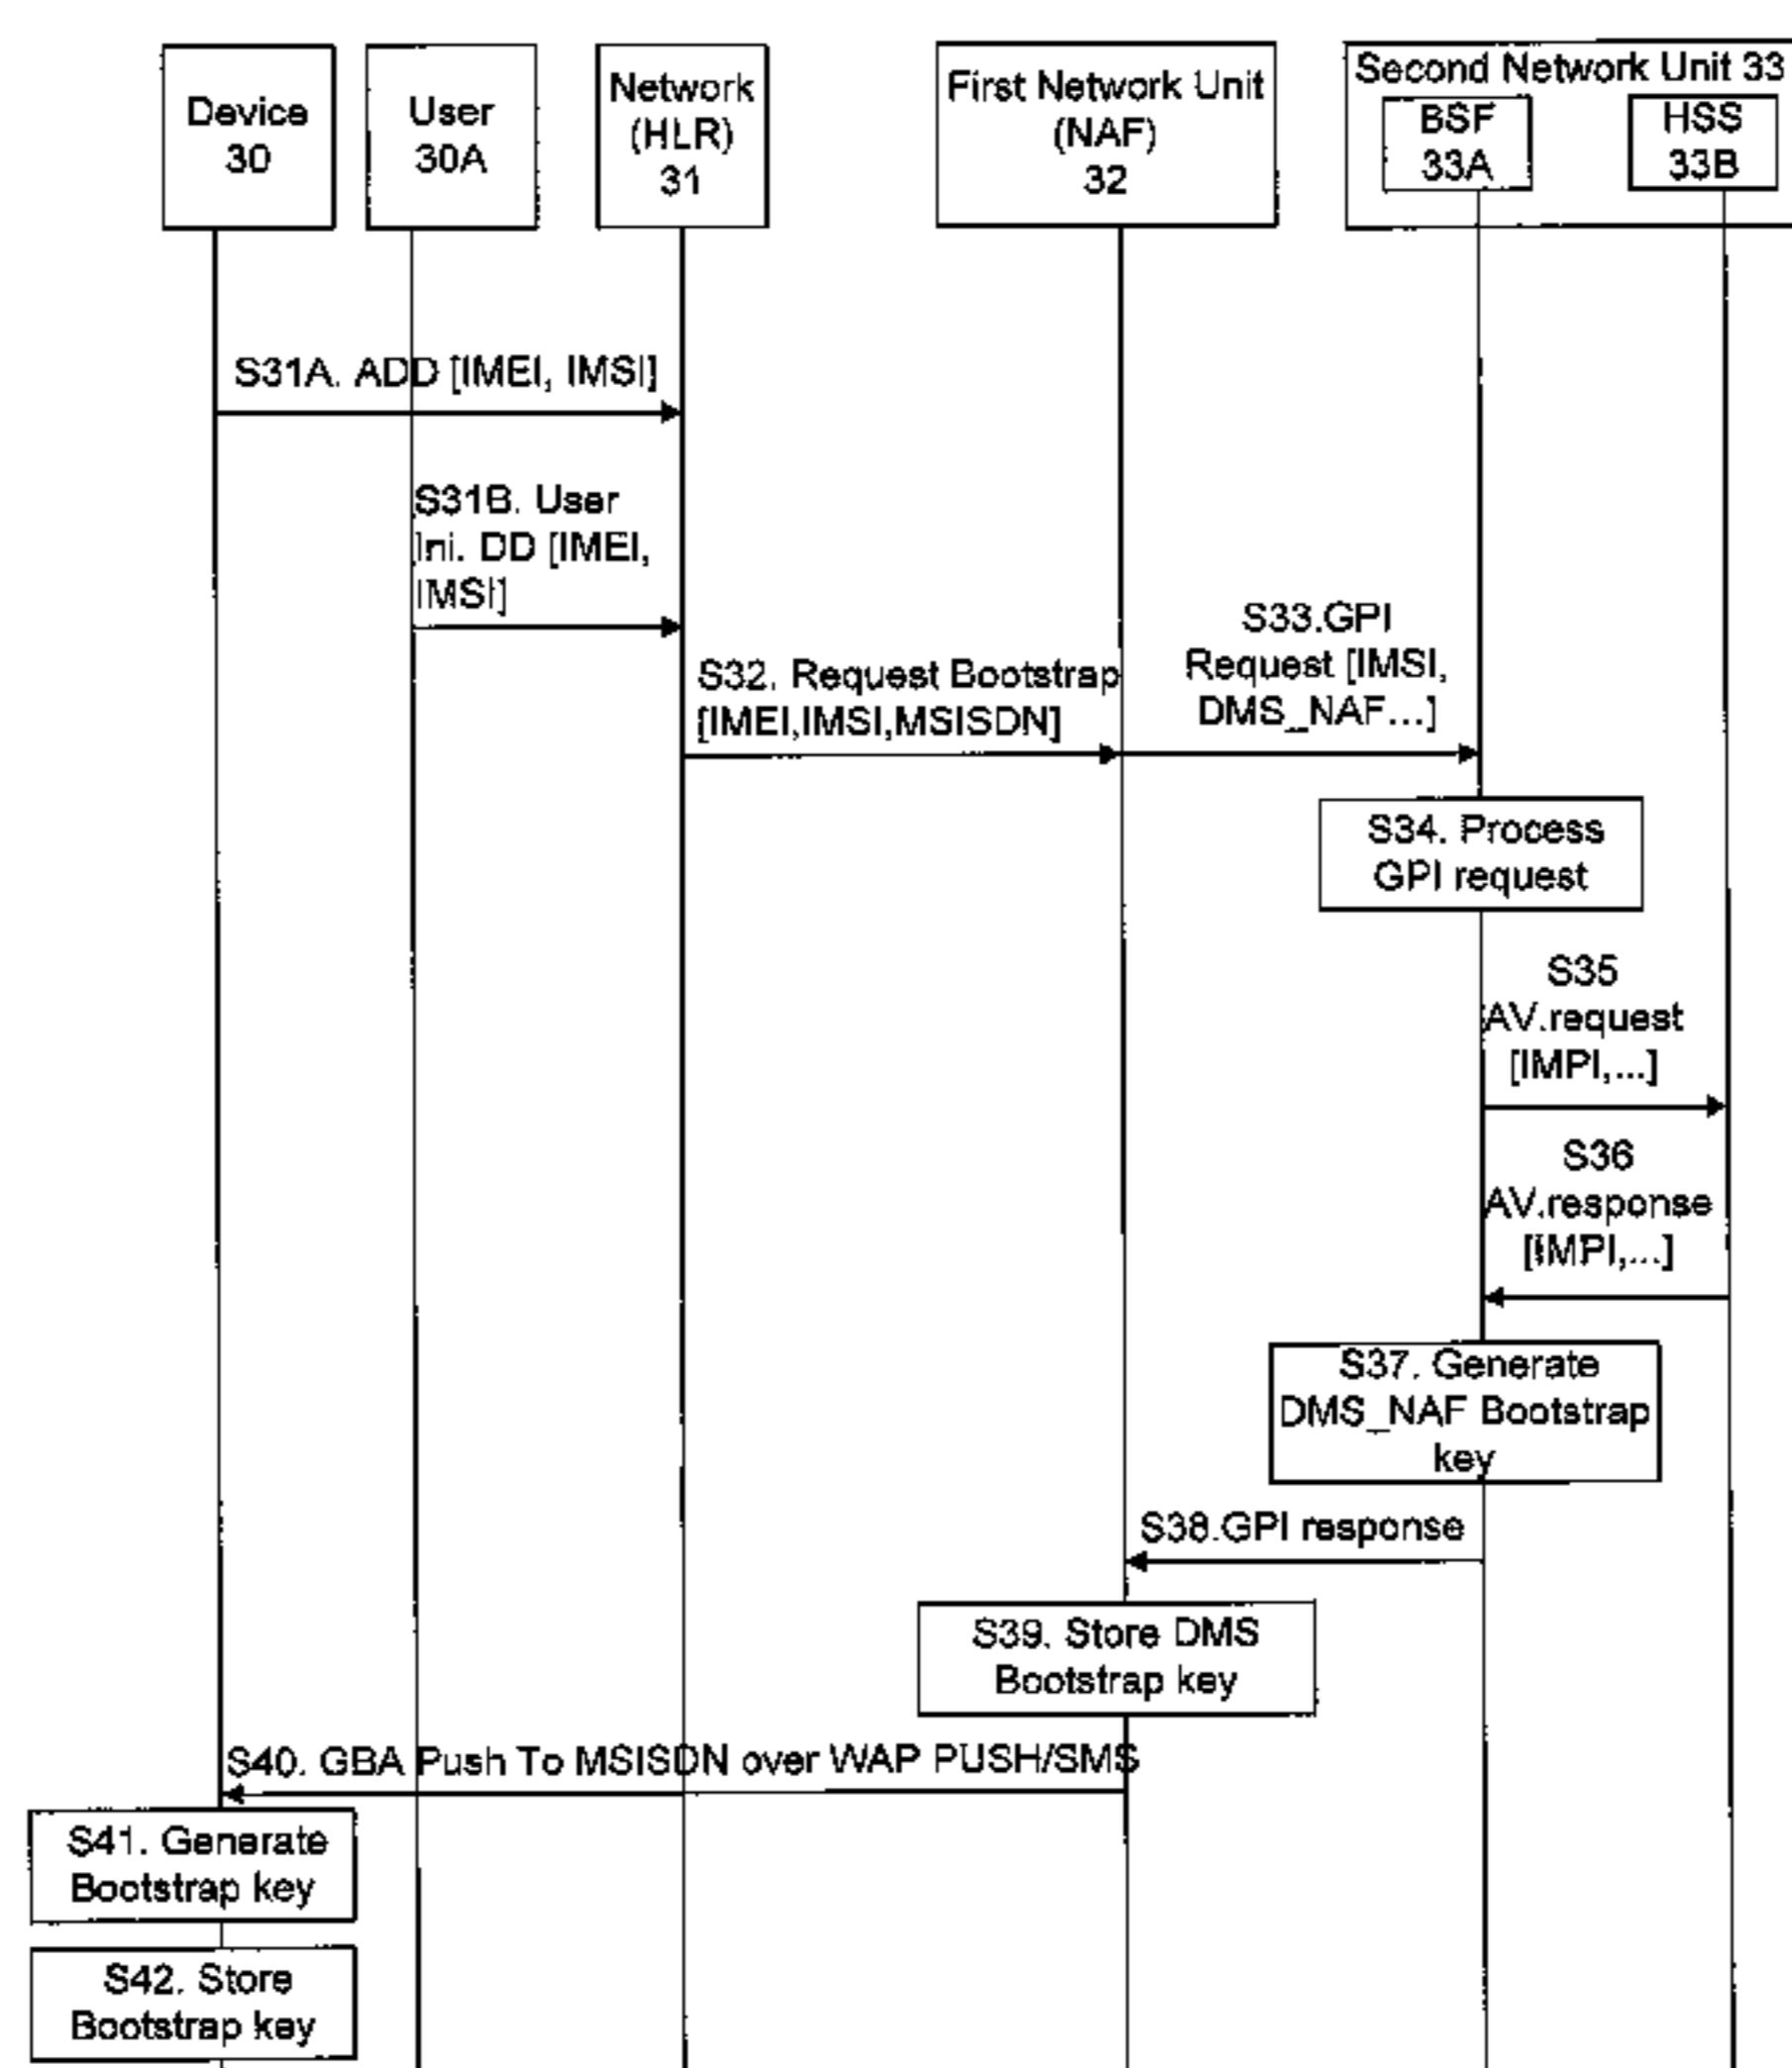 Device
30
User
30A
Network
(HLR)
31
First Network Unit
(NAF)
32
Second Network Unit 33
BSF
33A
HSS
33B
S31A. ADD [IMEI, IMSI]
S31B. User
Ini. DD [IMEI,
IMSI]
S32. Request Bootstrap
[IMEI,IMSI,MSISDN]
S33.GPI
Request [IMSI,
DMS_NAF...]
S34. Process
GPI request
S35
AV.request
[IMPI,...]
S36
AV.response
[IMPI,...]
S37. Generate
DMS_NAF Bootstrap
key
S38.GPI response
S39. Store DMS
Bootstrap key
S40. GBA Push To MSISDN over WAP PUSH/SMS
S41. Generate
Bootstrap key
S42. Store
Bootstrap key